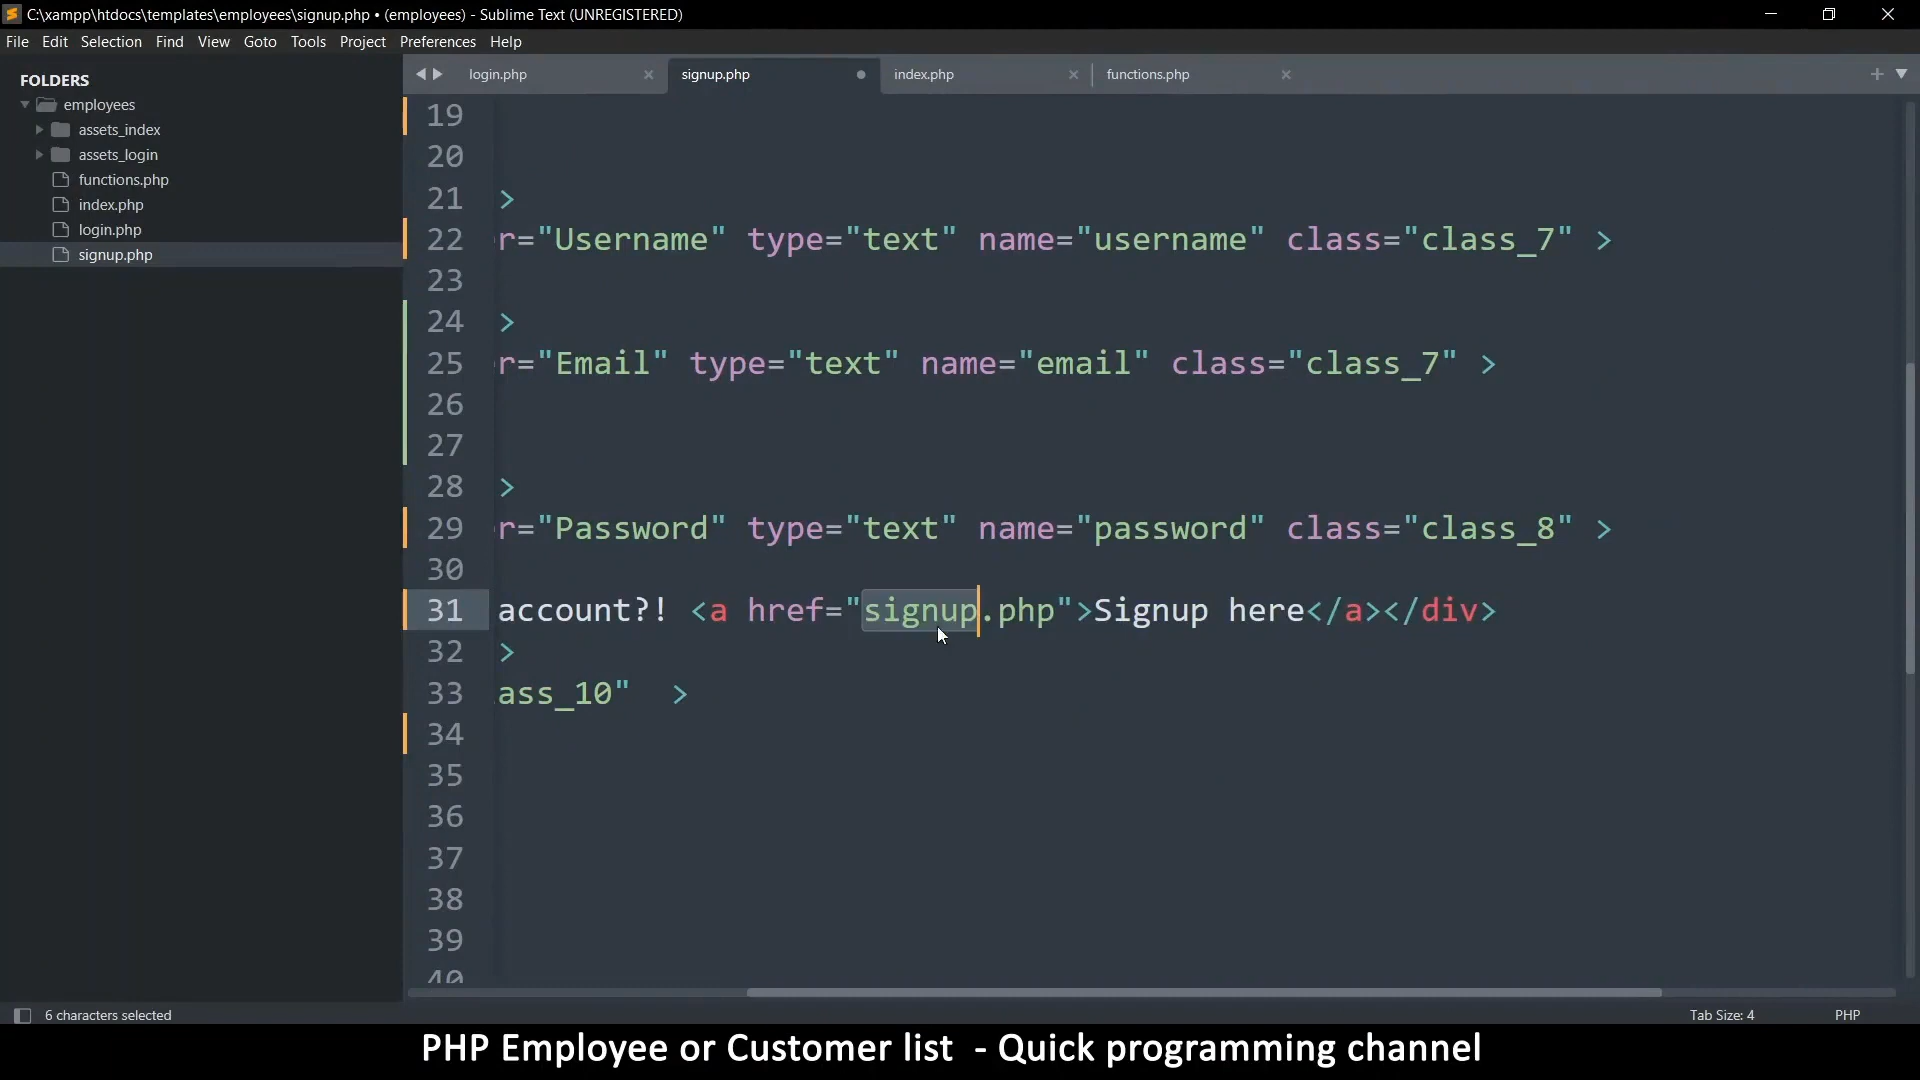 C:\xampp\htdocs\templates\employees\signup.php • (employees) - Sublime Text (UNREGISTERED)
File Edit Selection Find View Goto Tools Project Preferences Help
FOLDERS
employees
assets_index
assets_login
functions.php
index.php
login.php
signup.php
login.php signup.php index.php functions.php
19
20
21 >
22 r="Username" type="text" name="username" class="class_7" >
23
24 >
25 r="Email" type="text" name="email" class="class_7" >
26
27
28 >
29 r="Password" type="text" name="password" class="class_8" >
30
31 account?! <a href="signup.php">Signup here</a></div>
32 >
33 ass_10" >
34
35
36
37
38
39
40
6 characters selected
Tab Size: 4 PHP
PHP Employee or Customer list - Quick programming channel